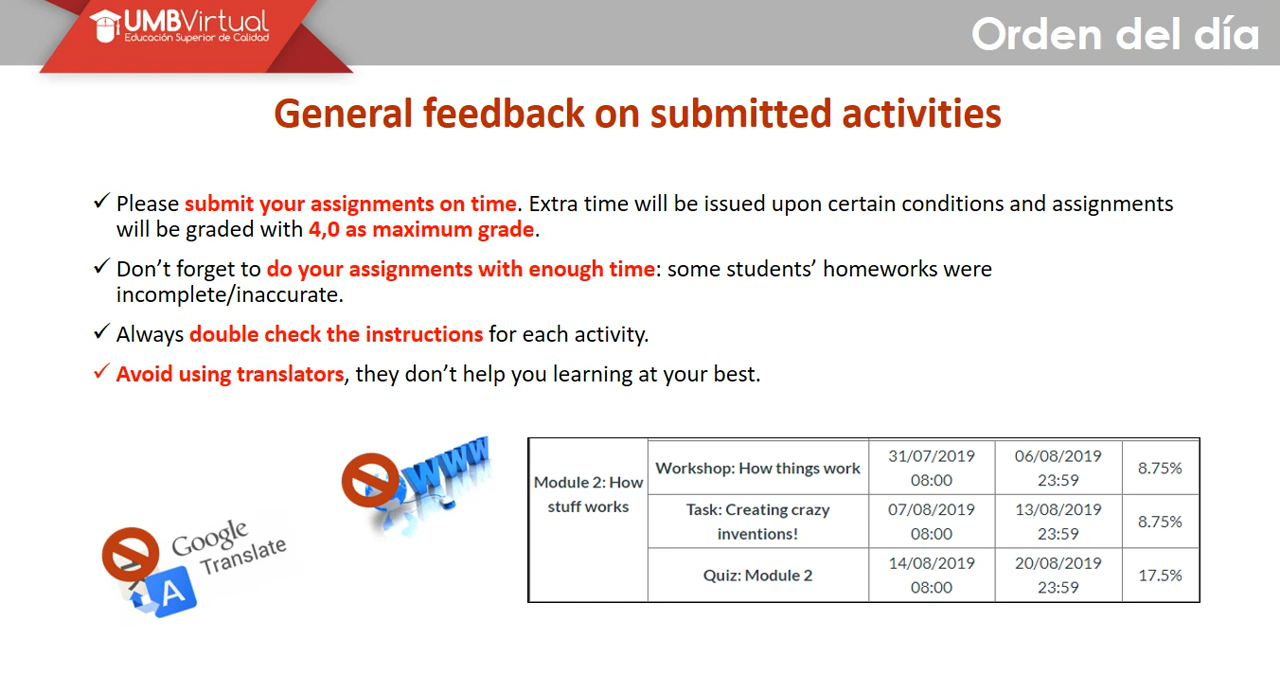 UMBVirtual
Educación Superior de Calidad
Orden del día
General feedback on submitted activities
✓ Please submit your assignments on time. Extra time will be issued upon certain conditions and assignments
will be graded with 4,0 as maximum grade.
✓ Don’t forget to do your assignments with enough time: some students’ homeworks were
incomplete/inaccurate.
✓ Always double check the instructions for each activity.
✓ Avoid using translators, they don’t help you learning at your best.
www
Google
Translate
A
Module 2: How
stuff works
Workshop: How things work
31/07/2019
08:00
06/08/2019
23:59
8.75%
Task: Creating crazy
inventions!
07/08/2019
08:00
13/08/2019
23:59
8.75%
Quiz: Module 2
14/08/2019
08:00
20/08/2019
23:59
17.5%